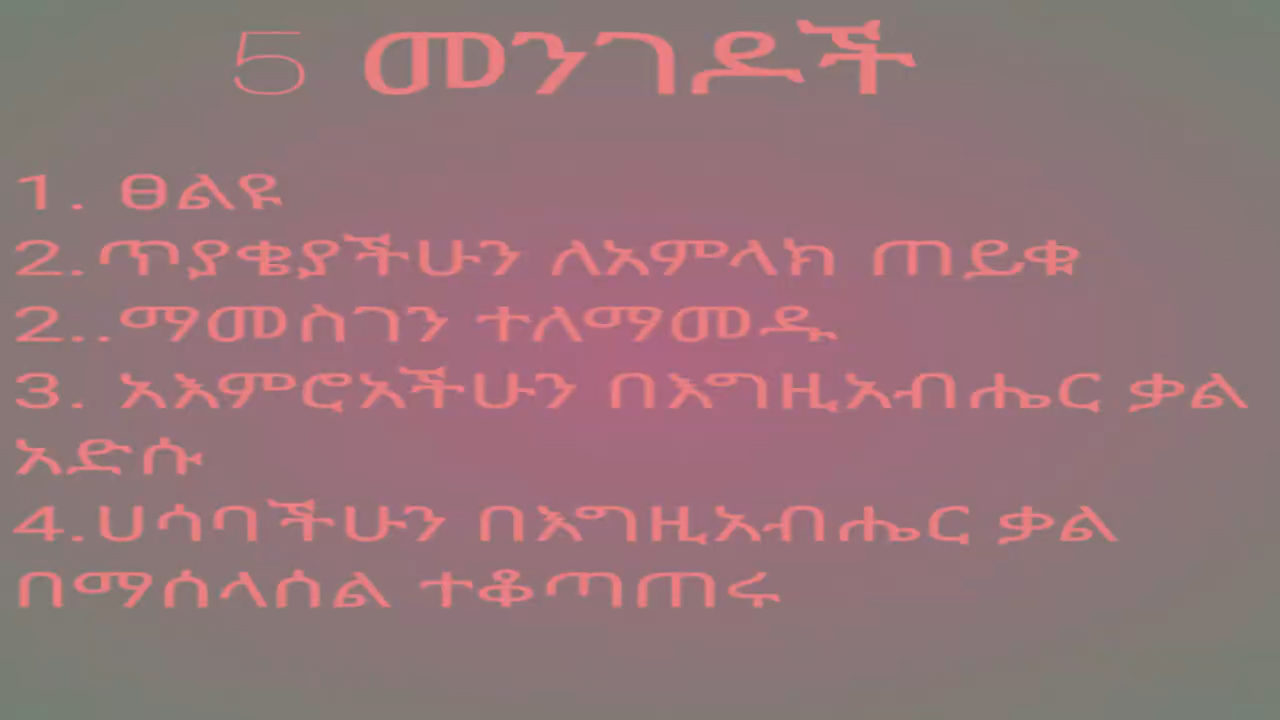 5 መንገዶች
1. ፀልዩ
2.ጥያቄያችሁን ለአምላክ ጠይቁ
2..ማመስገን ተለማመዱ
3. አእምሮአችሁን በእግዚአብሔር ቃል
አድሱ
4.ሀሳባችሁን በእግዚአብሔር ቃል
በማሰላሰል ተቆጣጠሩ